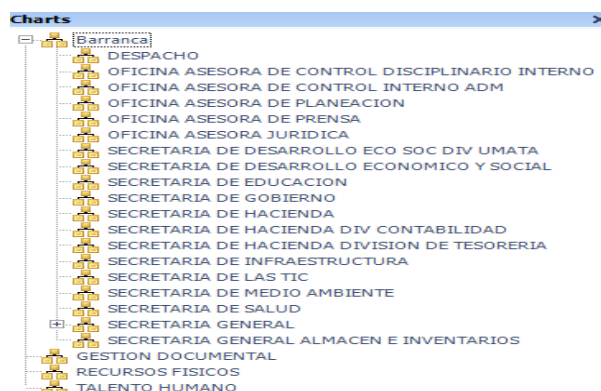 Charts
Barranca
DESPACHO
OFICINA ASESORA DE CONTROL DISCIPLINARIO INTERNO
OFICINA ASESORA DE CONTROL INTERNO ADM
OFICINA ASESORA DE PLANEACION
OFICINA ASESORA DE PRENSA
OFICINA ASESORA JURIDICA
SECRETARIA DE DESARROLLO ECO SOC DIV UMATA
SECRETARIA DE DESARROLLO ECONOMICO Y SOCIAL
SECRETARIA DE EDUCACION
SECRETARIA DE GOBIERNO
SECRETARIA DE HACIENDA
SECRETARIA DE HACIENDA DIV CONTABILIDAD
SECRETARIA DE HACIENDA DIVISION DE TESORERIA
SECRETARIA DE INFRAESTRUCTURA
SECRETARIA DE LAS TIC
SECRETARIA DE MEDIO AMBIENTE
SECRETARIA DE SALUD
SECRETARIA GENERAL
SECRETARIA GENERAL ALMACEN E INVENTARIOS
GESTION DOCUMENTAL
RECURSOS FISICOS
TALENTO HUMANO